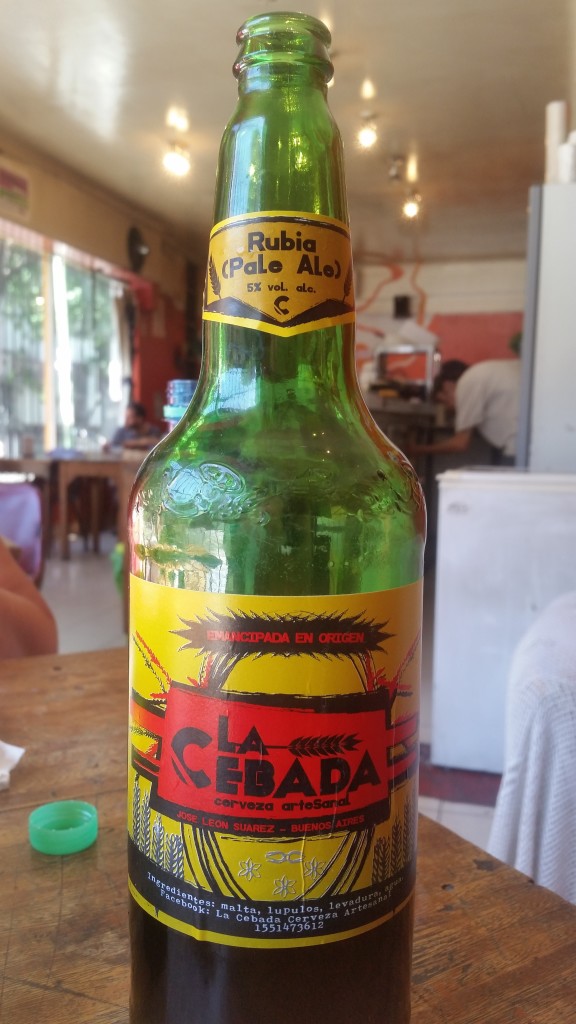 Rubia
(Pale Ale)
5% vol. alc.
EMANCIPADA EN ORIGEN
LA
CEBADA
cerveza arteSanal
JOSE LEON SUAREZ - BUENOS AIRES
Ingredientes: malta, lupulos, levadura, agua.
Facebook: La Cebada Cerveza Artesanal
1551473612